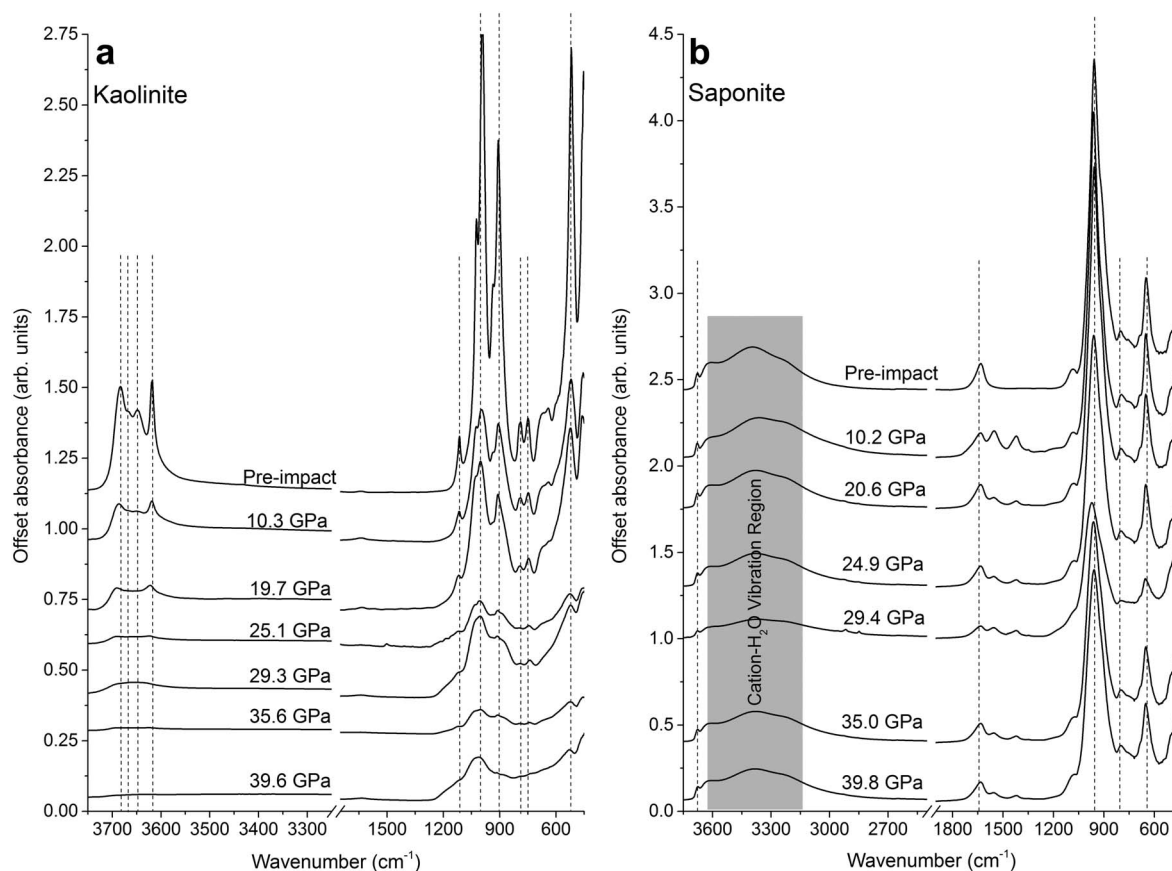 a
Kaolinite
Offset absorbance (arb. units)
2.75
2.50
2.25
2.00
1.75
1.50
1.25
1.00
0.75
0.50
0.25
0.00
Pre-impact
10.3 GPa
19.7 GPa
25.1 GPa
29.3 GPa
35.6 GPa
39.6 GPa
3700 3600 3500 3400 3300 1500 1200 900 600
Wavenumber (cm⁻¹)
b
Saponite
Offset absorbance (arb. units)
4.5
4.0
3.5
3.0
2.5
2.0
1.5
1.0
0.5
0.0
Cation-H₂O Vibration Region
Pre-impact
10.2 GPa
20.6 GPa
24.9 GPa
29.4 GPa
35.0 GPa
39.8 GPa
3600 3300 3000 2700 1800 1500 1200 900 600
Wavenumber (cm⁻¹)